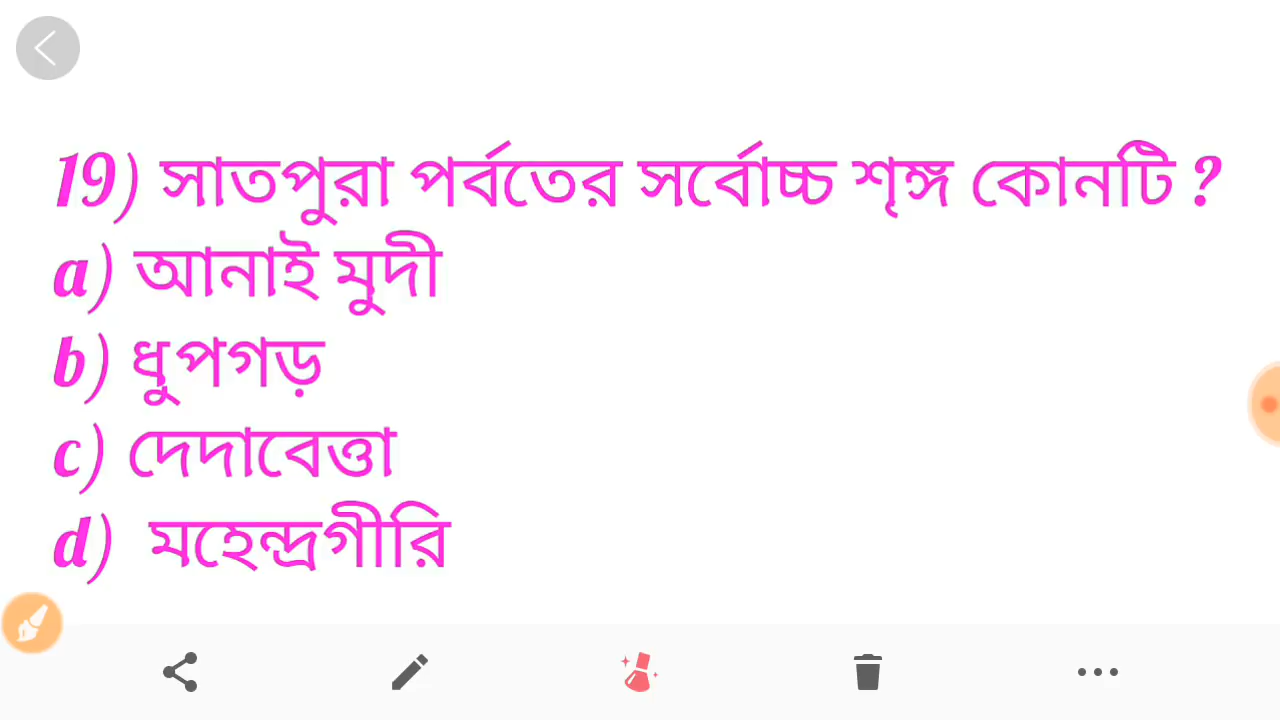 19) সাতপুরা পর্বতের সর্বোচ্চ শৃঙ্গ কোনটি ?
a) আনাই মুদী
b) ধুপগড়
c) দেদাবেত্তা
d) মহেন্দ্রগীরি